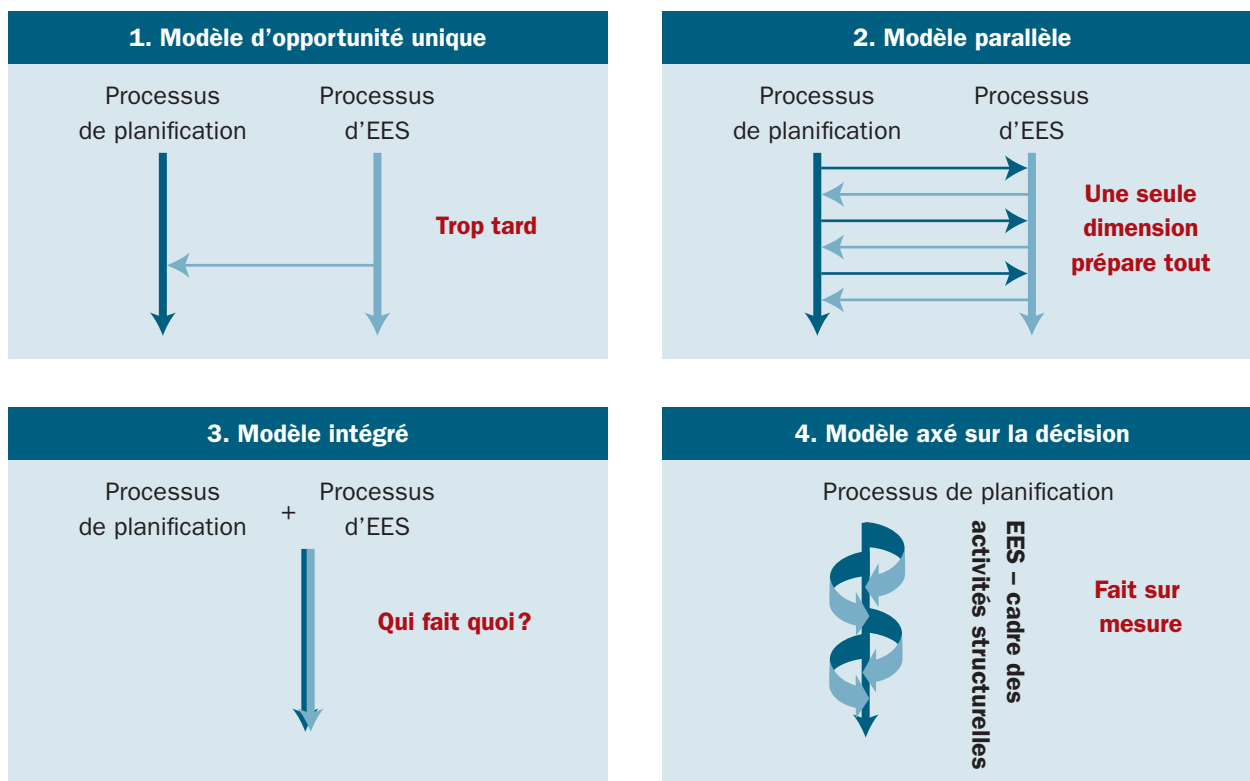 1. Modèle d'opportunité unique
Processus
de planification
Processus
d'EES
Trop tard
2. Modèle parallèle
Processus
de planification
Processus
d'EES
Une seule
dimension
prépare tout
3. Modèle intégré
Processus
de planification
+
Processus
d'EES
Qui fait quoi ?
4. Modèle axé sur la décision
Processus de planification
EES – cadre des
activités structurelles
Fait sur
mesure